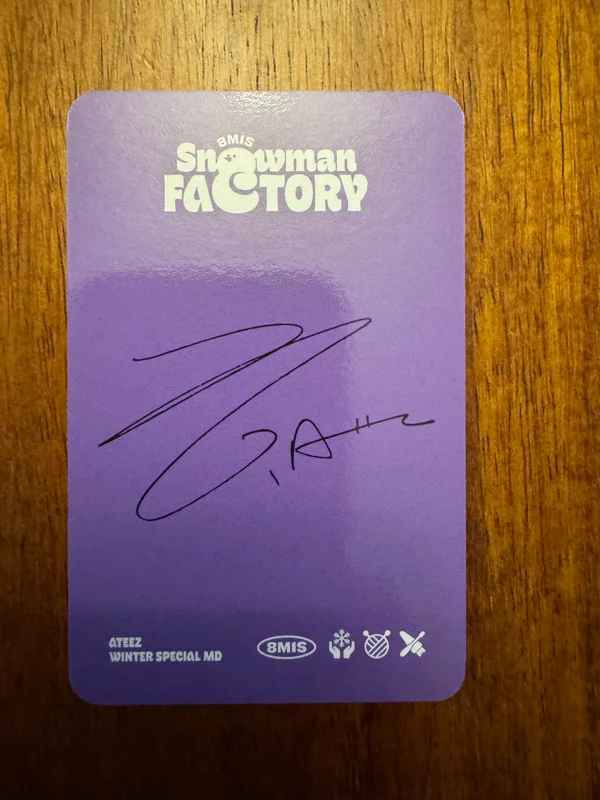 8MIS
Snowman
FACTORY
ATEEZ
WINTER SPECIAL MD
8MIS